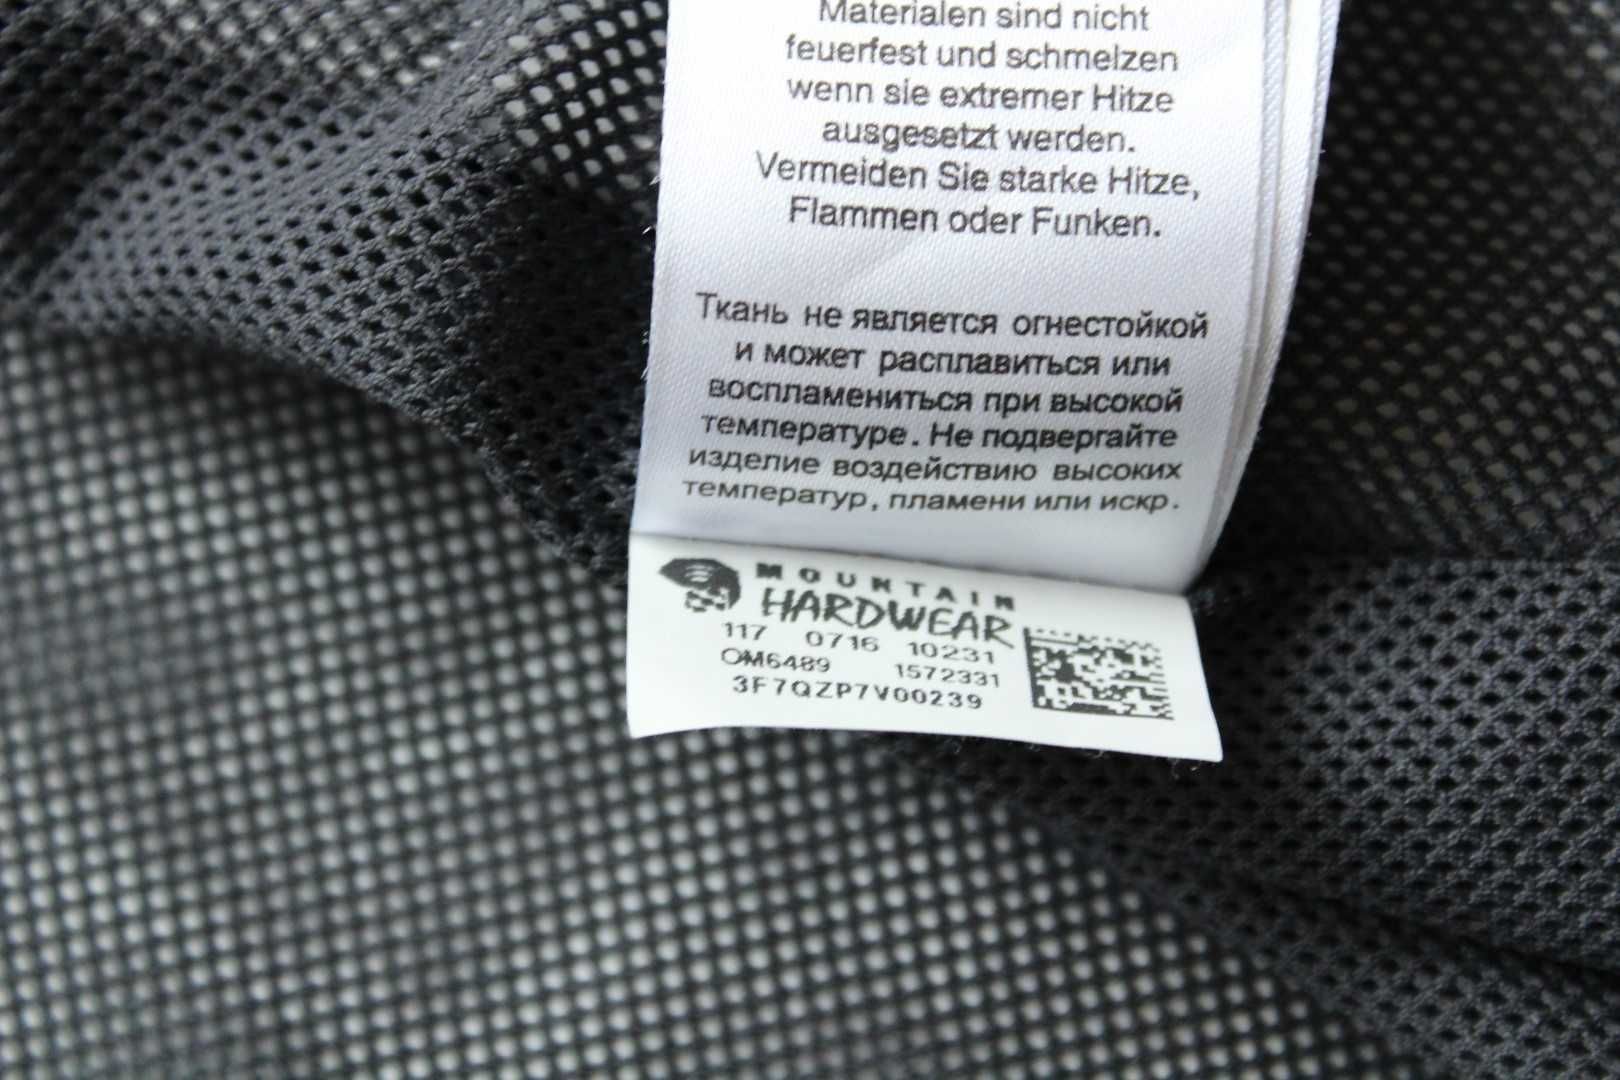 Materialen sind nicht
feuerfest und schmelzen
wenn sie extremer Hitze
ausgesetzt werden.
Vermeiden Sie starke Hitze,
Flammen oder Funken.
Ткань не является огнестойкой
и может расплавиться или
воспламениться при высокой
температуре. Не подвергайте
изделие воздействию высоких
температур, пламени или искр.
MOUNTAIN
HARDWEAR
117 0716 10231
OM6489 1572331
3F7QZP7V00239